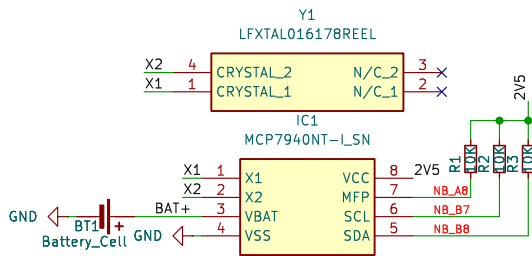 Y1
LFXTAL016178REEL
X2 4 CRYSTAL_2 N/C_2 3
X1 1 CRYSTAL_1 N/C_1 2
2V5
IC1
MCP7940NT-I_SN
R1 10K R2 10K R3 10K
X1 1 X1 VCC 8 2V5
X2 2 X2 MFP 7 NB_A8
BAT+ 3 VBAT SCL 6 NB_B7
GND 4 VSS SDA 5 NB_B8
GND BT1 +
Battery_Cell